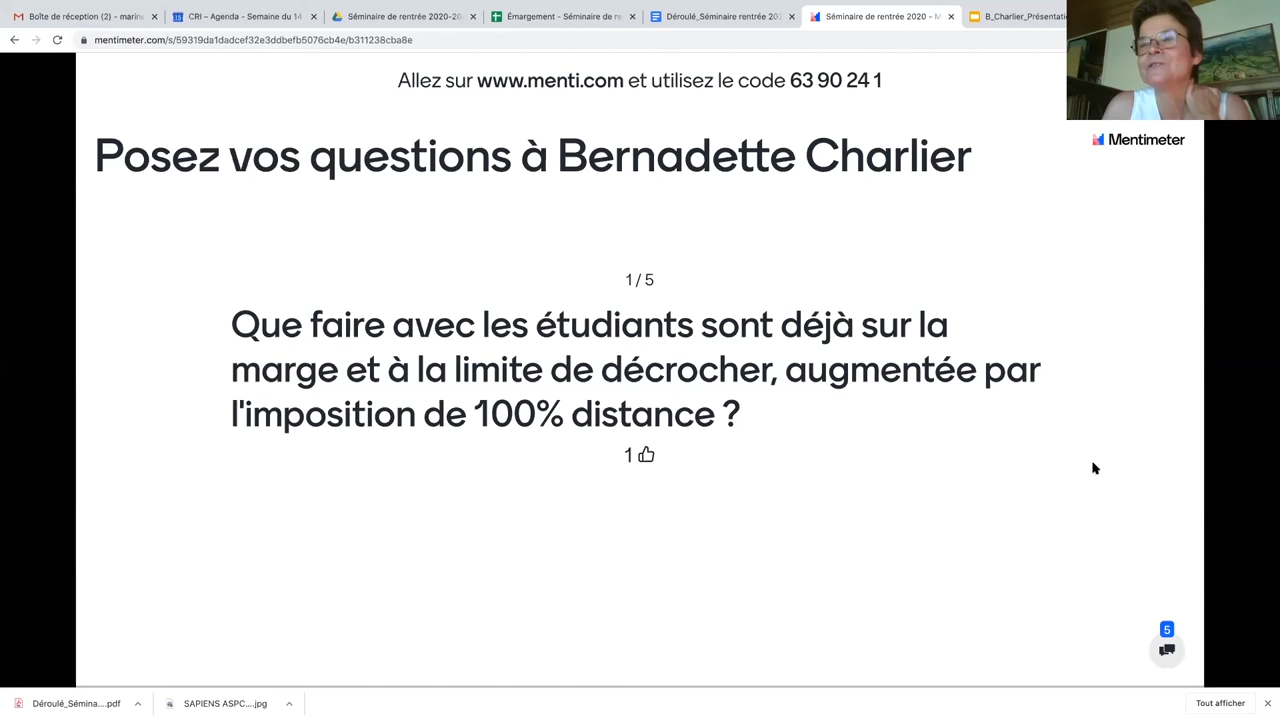 Boîte de réception (2) - marin
CRI – Agenda - Semaine du 14
Séminaire de rentrée 2020-20
Émargement - Séminaire de re
Déroulé_Séminaire rentrée 202
Séminaire de rentrée 2020 - M
B_Charlier_Présentatio
mentimeter.com/s/59319da1dadcef32e3ddbefb5076cb4e/b311238cba8e
Allez sur www.menti.com et utilisez le code 63 90 24 1
Mentimeter
Posez vos questions à Bernadette Charlier
1 / 5
Que faire avec les étudiants sont déjà sur la
marge et à la limite de décrocher, augmentée par
l'imposition de 100% distance ?
1
5
Déroulé_Sémina....pdf
SAPIENS ASPC....jpg
Tout afficher